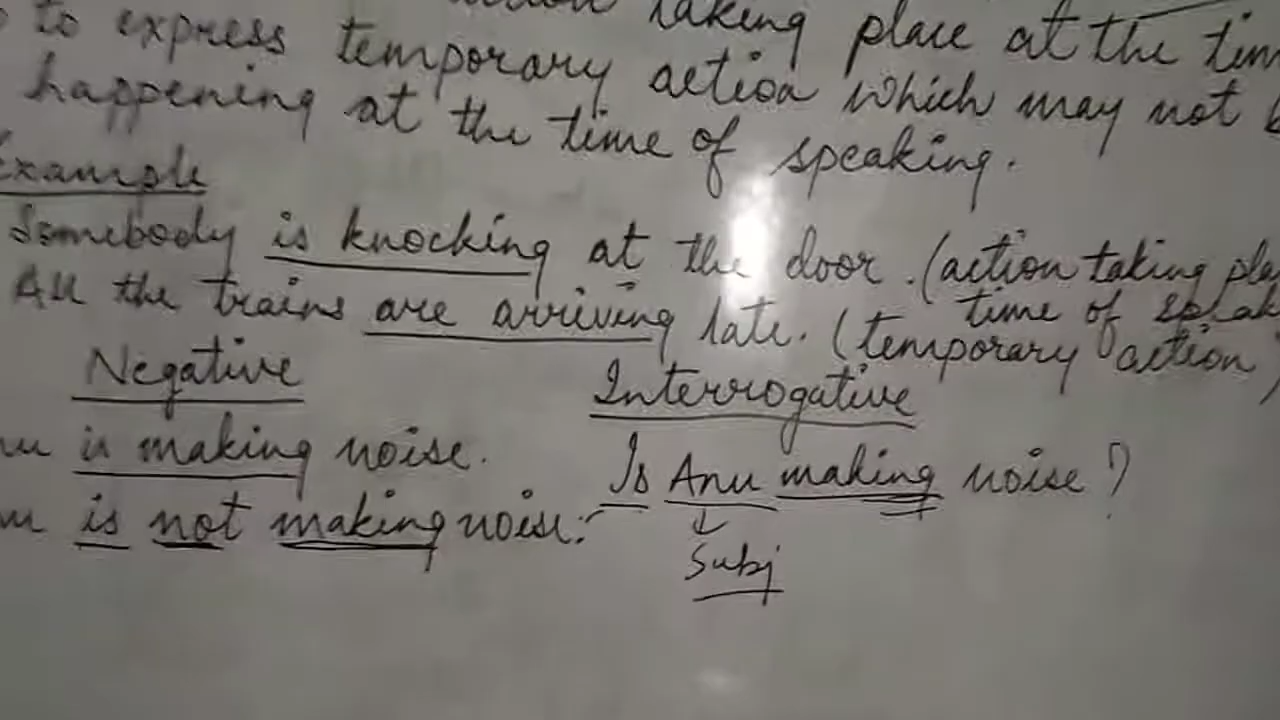 taking place at the tim
to express temporary action which may not b
happening at the time of speaking.
Example
Somebody is knocking at the door. (action taking pla
time of speak
All the trains are arriving late. (temporary action)
Negative Interrogative
nu is making noise. Is Anu making noise?
nu is not making noise.
Subj